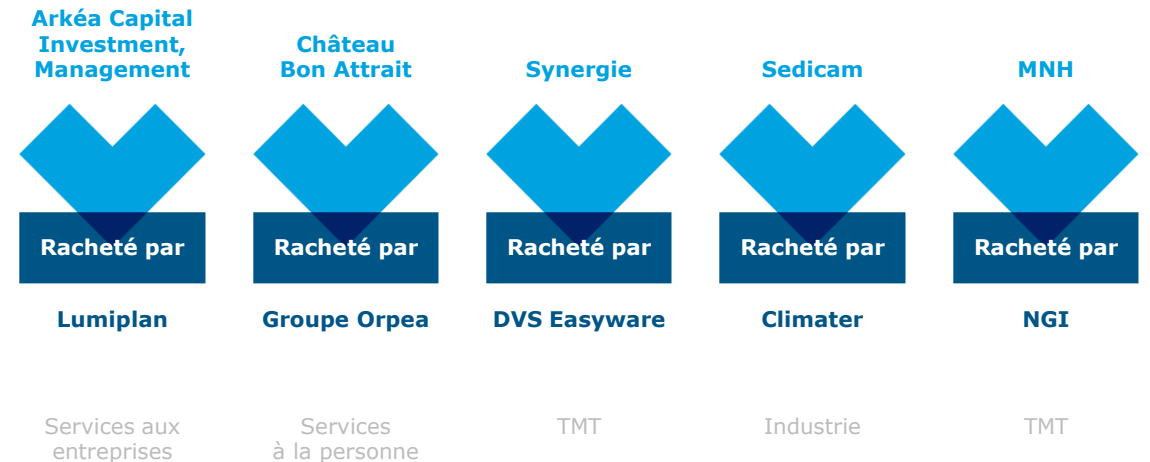 Arkéa Capital
Investment,
Management
Racheté par
Lumiplan
Services aux
entreprises
Château
Bon Attrait
Racheté par
Groupe Orpea
Services
à la personne
Synergie
Racheté par
DVS Easyware
TMT
Sedicam
Racheté par
Climater
Industrie
MNH
Racheté par
NGI
TMT